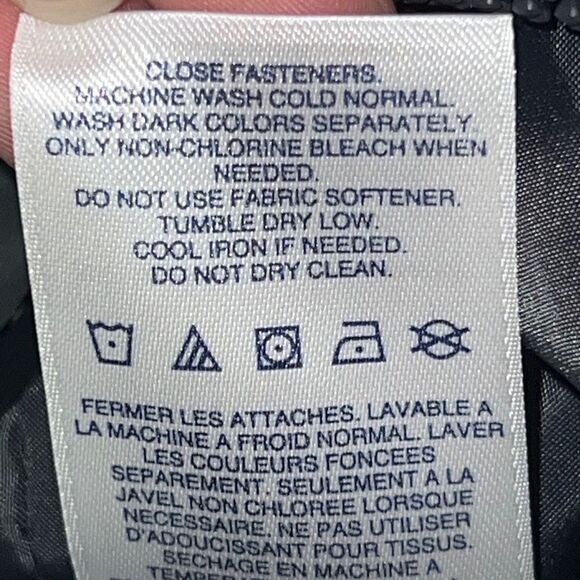 CLOSE FASTENERS.
MACHINE WASH COLD NORMAL.
WASH DARK COLORS SEPARATELY.
ONLY NON-CHLORINE BLEACH WHEN
NEEDED.
DO NOT USE FABRIC SOFTENER.
TUMBLE DRY LOW.
COOL IRON IF NEEDED.
DO NOT DRY CLEAN.
FERMER LES ATTACHES. LAVABLE A
LA MACHINE A FROID NORMAL. LAVER
LES COULEURS FONCEES
SEPAREMENT. SEULEMENT A LA
JAVEL NON CHLOREE LORSQUE
NECESSAIRE. NE PAS UTILISER
D'ADOUCISSANT POUR TISSUS.
SECHAGE EN MACHINE A